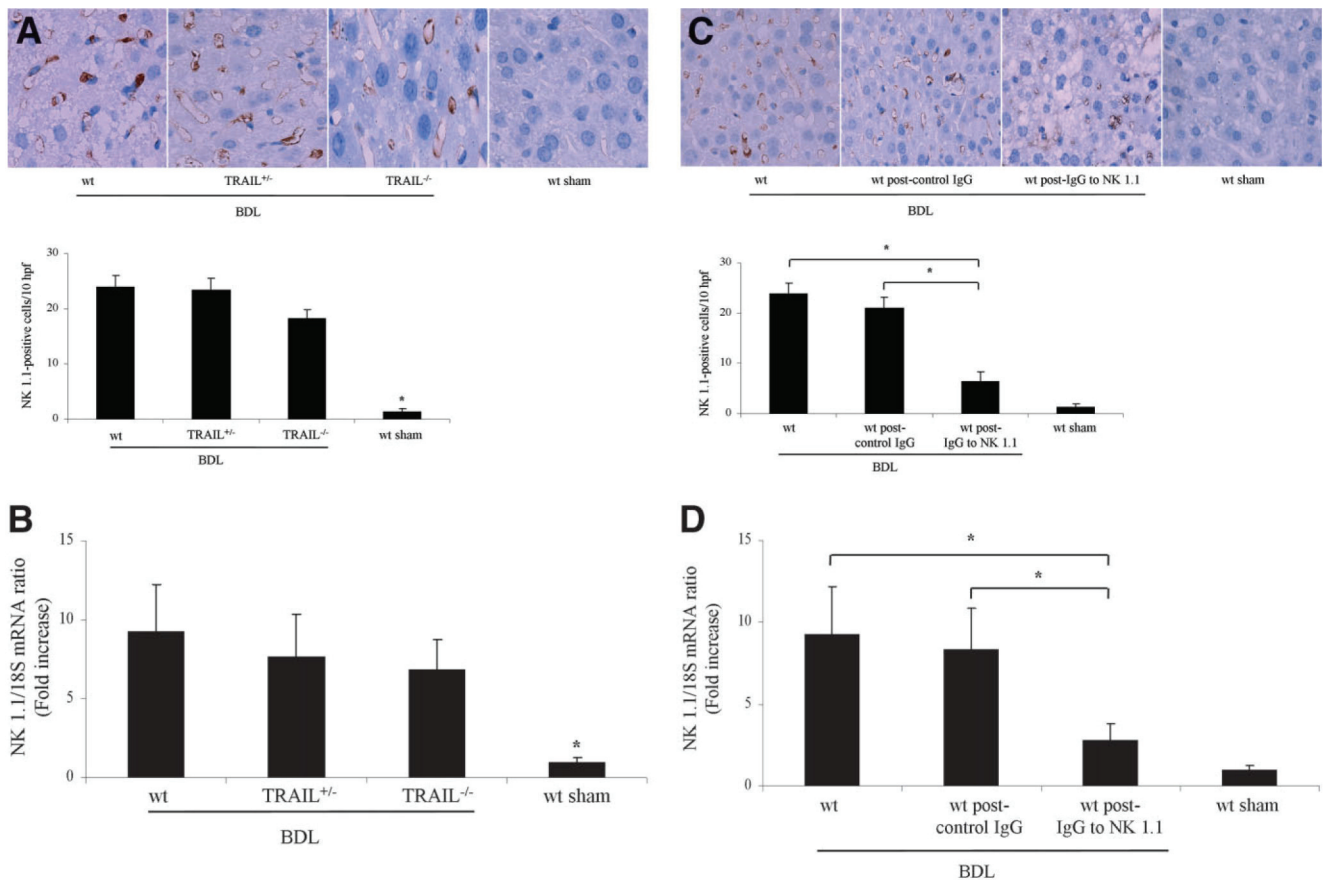 A
wt TRAIL+/- TRAIL-/- wt sham
BDL
NK 1.1-positive cells/10 hpf
30
20
10
0
*
wt TRAIL+/- TRAIL-/- wt sham
BDL
B
NK 1.1/18S mRNA ratio
(Fold increase)
15
10
5
0
*
wt TRAIL+/- TRAIL-/- wt sham
BDL
C
wt wt post-control IgG wt post-IgG to NK 1.1 wt sham
BDL
NK 1.1-positive cells/10 hpf
30
20
10
0
*
*
wt wt post- wt post- wt sham
control IgG IgG to NK 1.1
BDL
D
NK 1.1/18S mRNA ratio
(Fold increase)
15
10
5
0
*
*
wt wt post- wt post- wt sham
control IgG IgG to NK 1.1
BDL